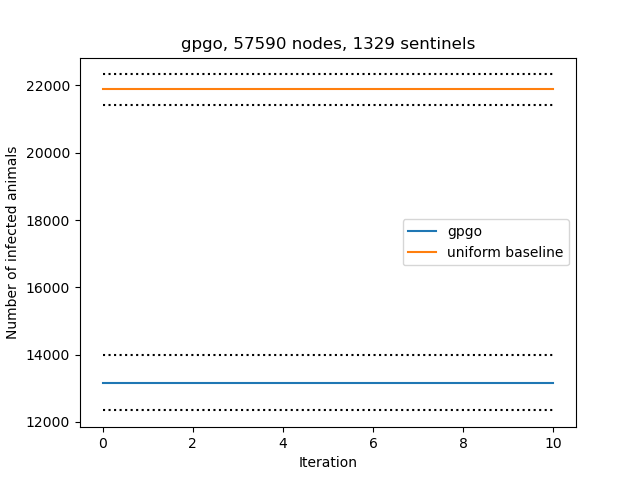 gpgo, 57590 nodes, 1329 sentinels
Number of infected animals
22000
20000
18000
16000
14000
12000
gpgo
uniform baseline
0 2 4 6 8 10
Iteration